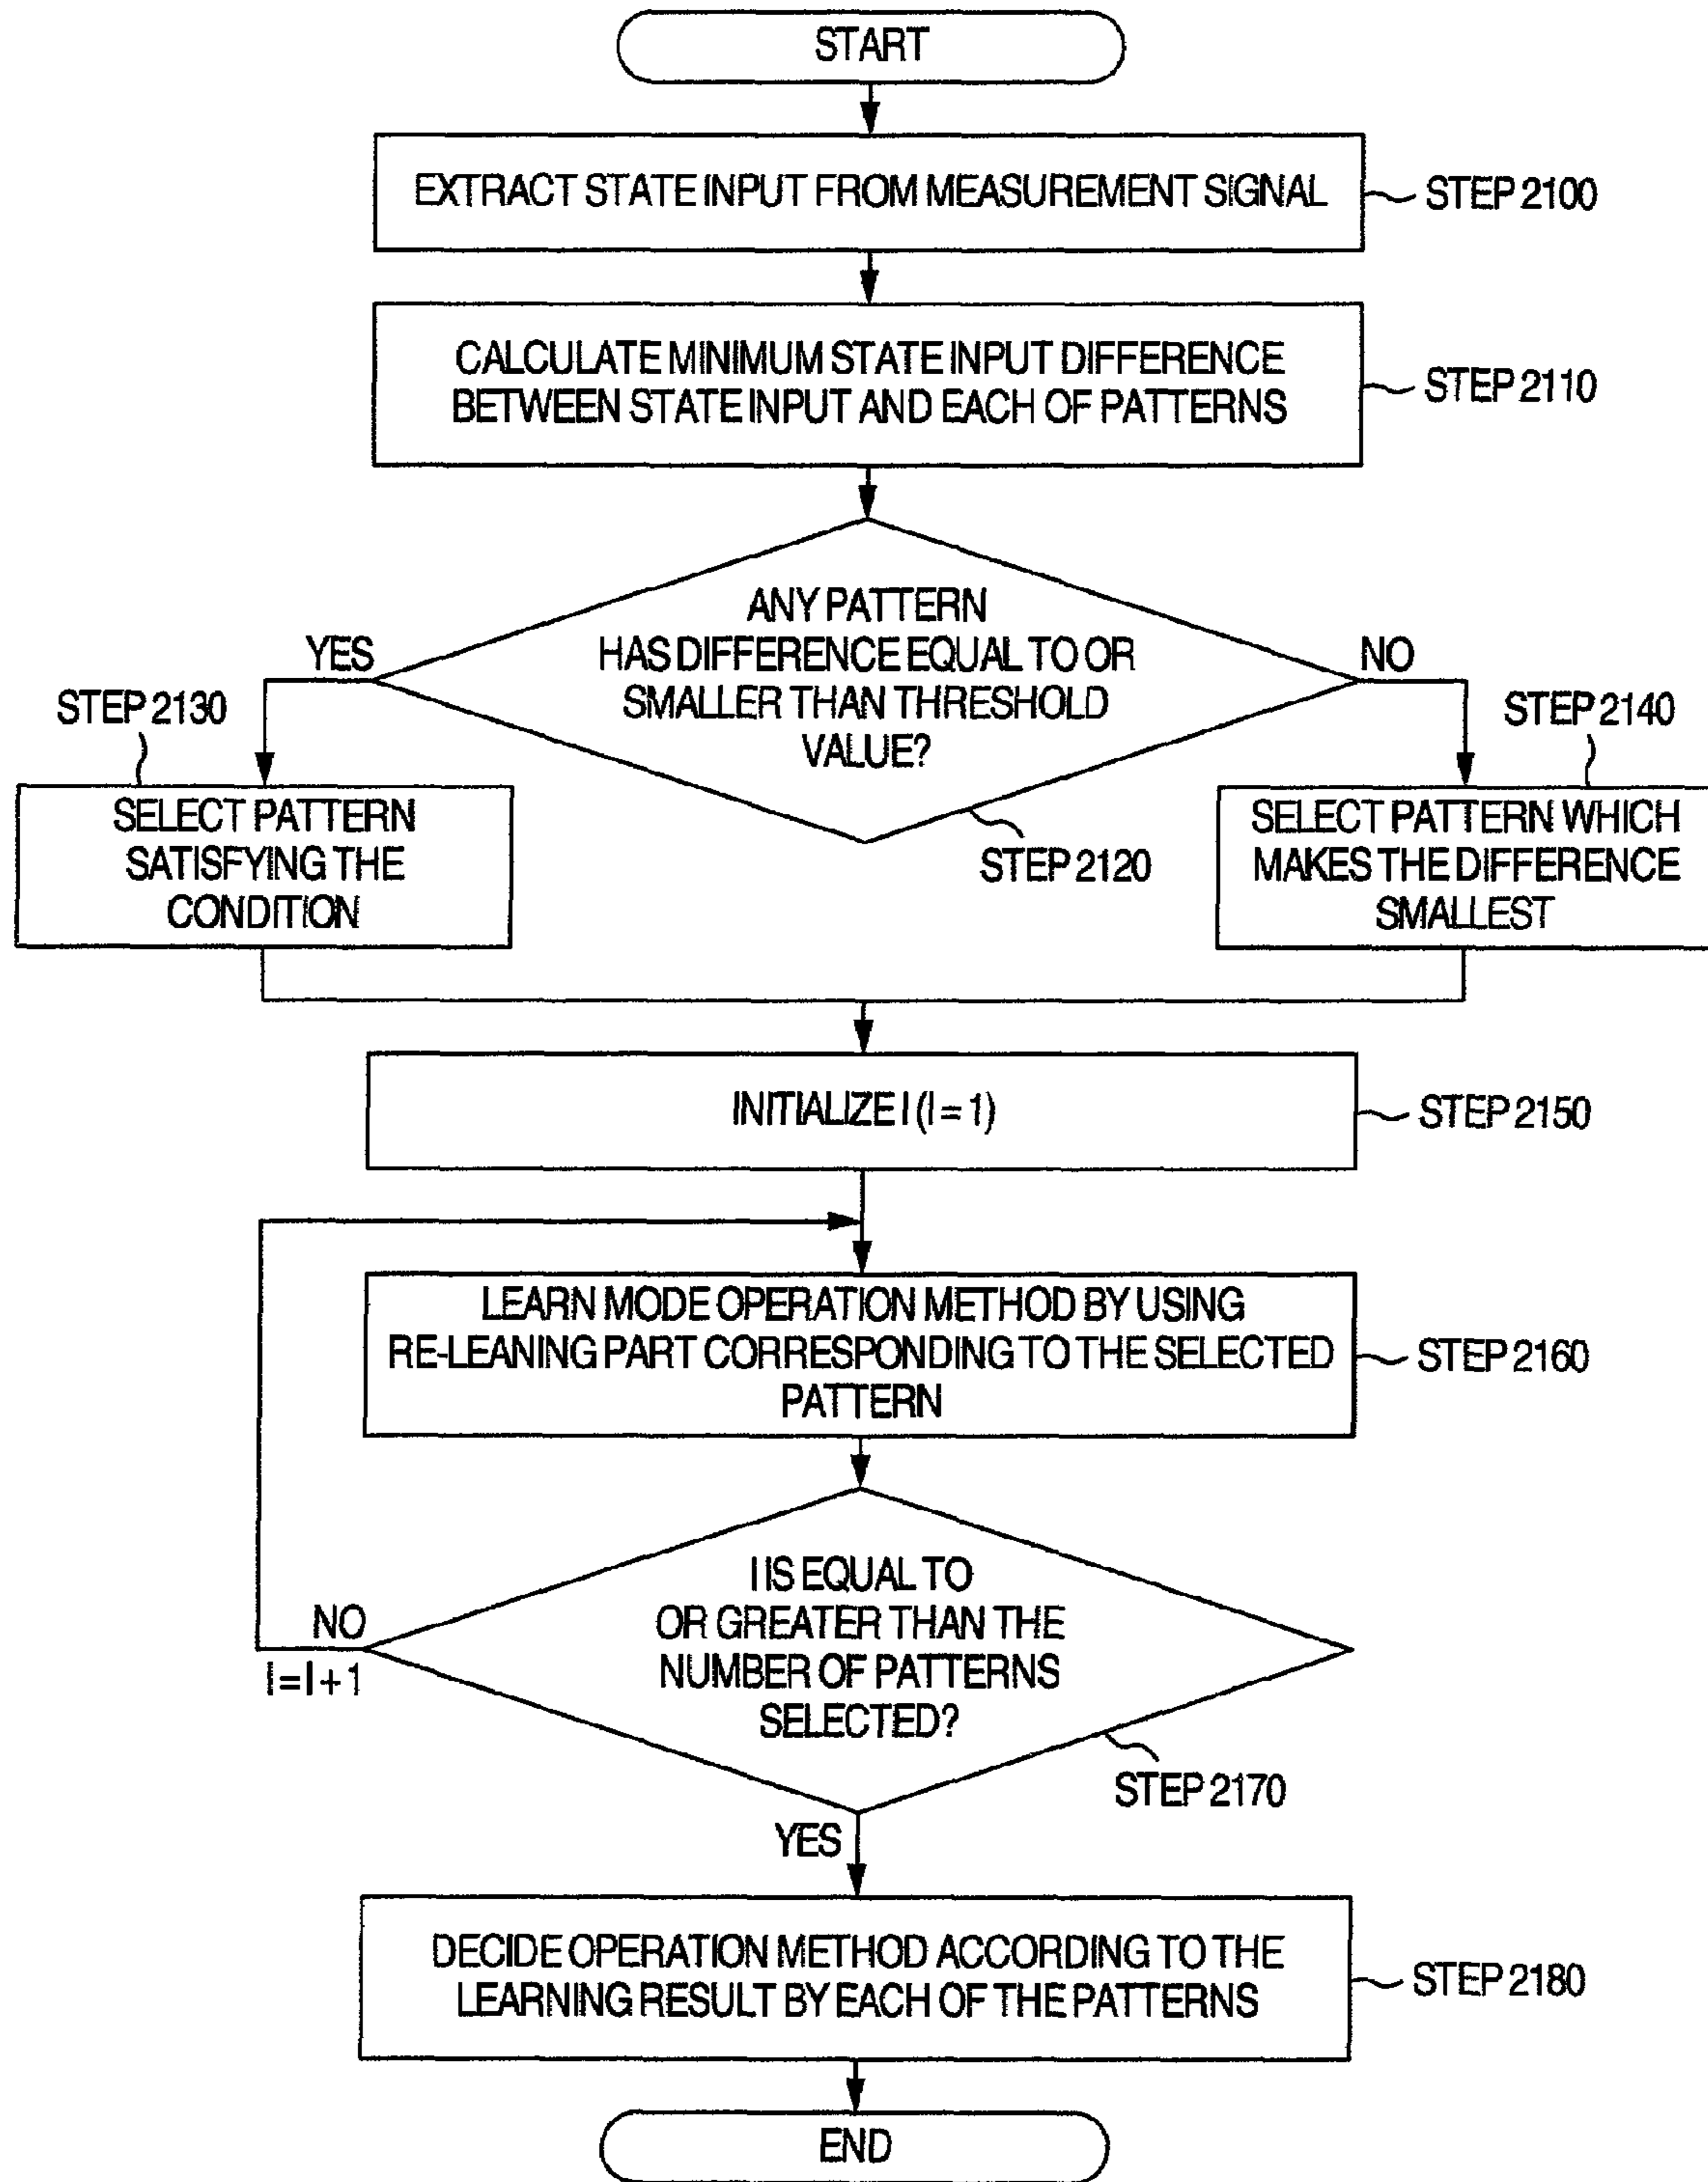 START
EXTRACT STATE INPUT FROM MEASUREMENT SIGNAL
STEP 2100
CALCULATE MINIMUM STATE INPUT DIFFERENCE
BETWEEN STATE INPUT AND EACH OF PATTERNS
STEP 2110
ANY PATTERN
HAS DIFFERENCE EQUAL TO OR
SMALLER THAN THRESHOLD
VALUE?
YES
NO
STEP 2120
STEP 2130
SELECT PATTERN
SATISFYING THE
CONDITION
STEP 2140
SELECT PATTERN WHICH
MAKES THE DIFFERENCE
SMALLEST
INITIALIZE I (I = 1)
STEP 2150
LEARN MODE OPERATION METHOD BY USING
RE-LEANING PART CORRESPONDING TO THE SELECTED
PATTERN
STEP 2160
I IS EQUAL TO
OR GREATER THAN THE
NUMBER OF PATTERNS
SELECTED?
NO
I = I + 1
STEP 2170
YES
DECIDE OPERATION METHOD ACCORDING TO THE
LEARNING RESULT BY EACH OF THE PATTERNS
STEP 2180
END